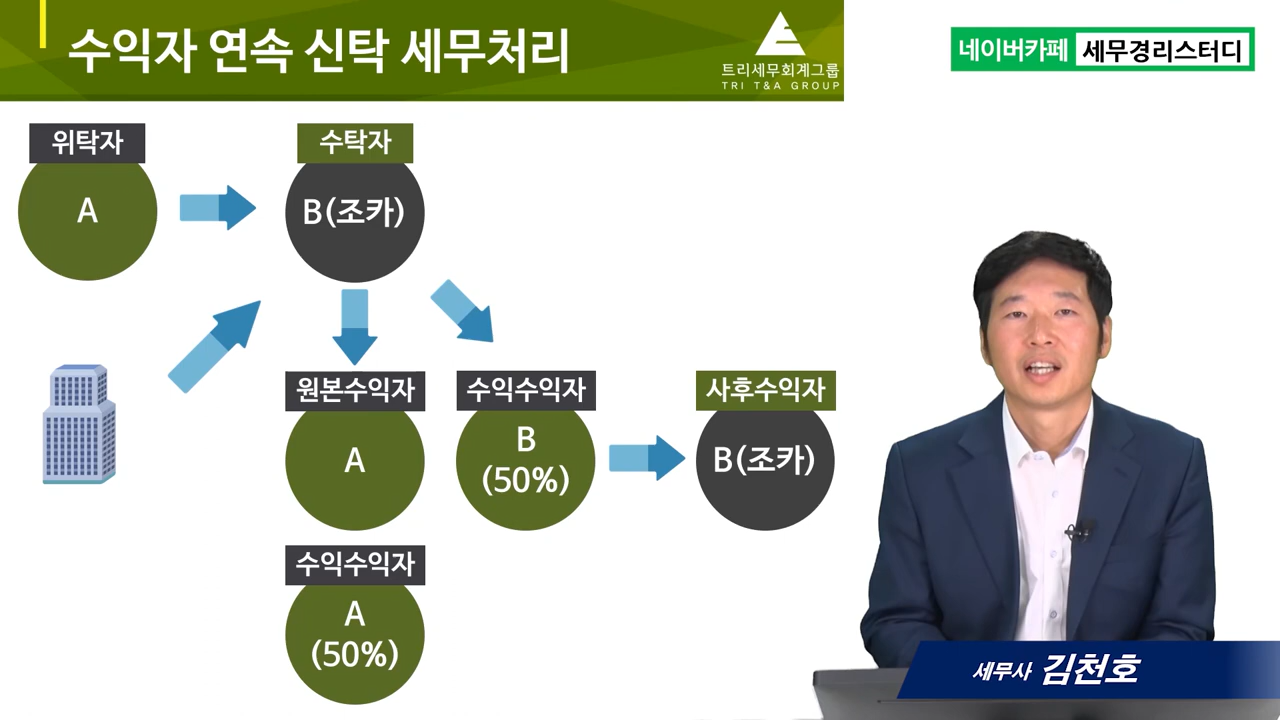 수익자 연속 신탁 세무처리
트리세무회계그룹
TRI T&A GROUP
네이버카페 세무경리스터디
위탁자
A
수탁자
B(조카)
원본수익자
A
수익수익자
B
(50%)
사후수익자
B(조카)
수익수익자
A
(50%)
세무사 김천호